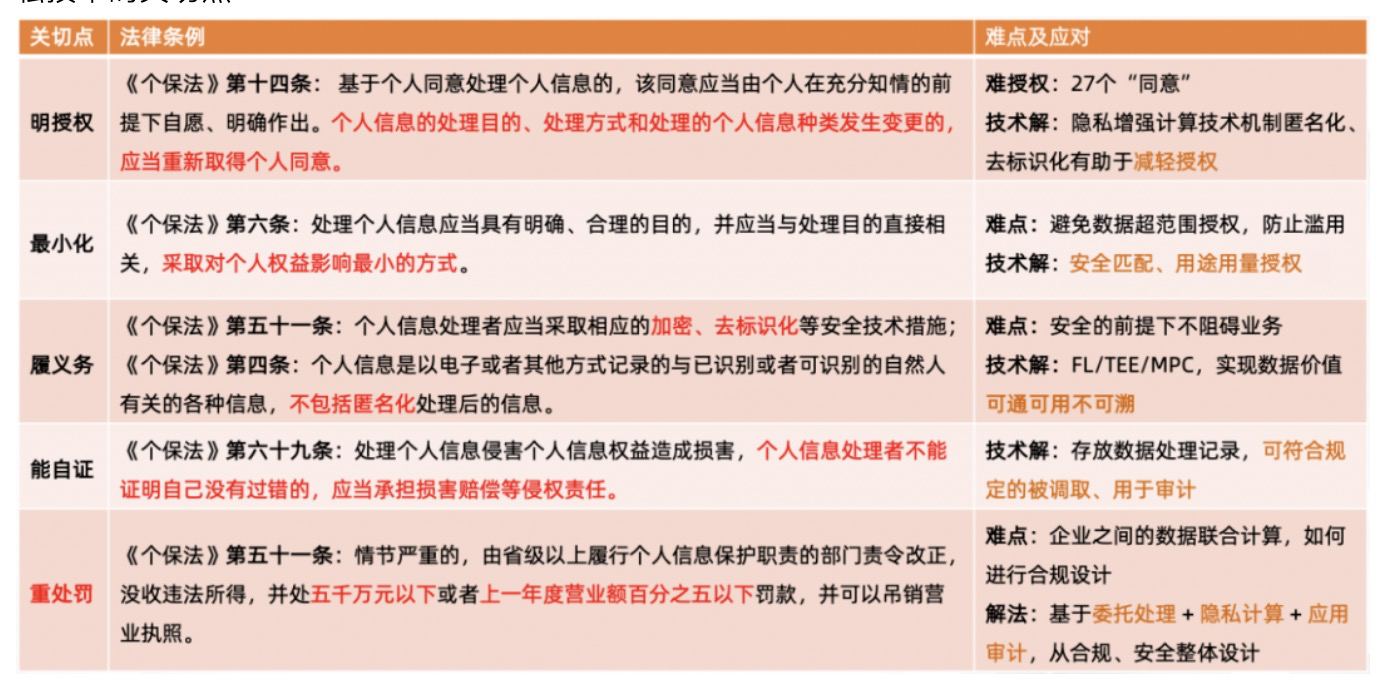 关切点
法律条例
难点及应对
明授权
《个保法》第十四条： 基于个人同意处理个人信息的，该同意应当由个人在充分知情的前
提下自愿、明确作出。个人信息的处理目的、处理方式和处理的个人信息种类发生变更的，
应当重新取得个人同意。
难授权：27个“同意”
技术解：隐私增强计算技术机制匿名化、
去标识化有助于减轻授权
最小化
《个保法》第六条：处理个人信息应当具有明确、合理的目的，并应当与处理目的直接相
关，采取对个人权益影响最小的方式。
难点：避免数据超范围授权，防止滥用
技术解：安全匹配、用途用量授权
履义务
《个保法》第五十一条：个人信息处理者应当采取相应的加密、去标识化等安全技术措施；
《个保法》第四条：个人信息是以电子或者其他方式记录的与已识别或者可识别的自然人
有关的各种信息，不包括匿名化处理后的信息。
难点：安全的前提下不阻碍业务
技术解：FL/TEE/MPC，实现数据价值
可通可用不可溯
能自证
《个保法》第六十九条：处理个人信息侵害个人信息权益造成损害，个人信息处理者不能
证明自己没有过错的，应当承担损害赔偿等侵权责任。
技术解：存放数据处理记录，可符合规
定的被调取、用于审计
重处罚
《个保法》第五十一条：情节严重的，由省级以上履行个人信息保护职责的部门责令改正，
没收违法所得，并处五千万元以下或者上一年度营业额百分之五以下罚款，并可以吊销营
业执照。
难点：企业之间的数据联合计算，如何
进行合规设计
解法：基于委托处理 + 隐私计算 + 应用
审计，从合规、安全整体设计